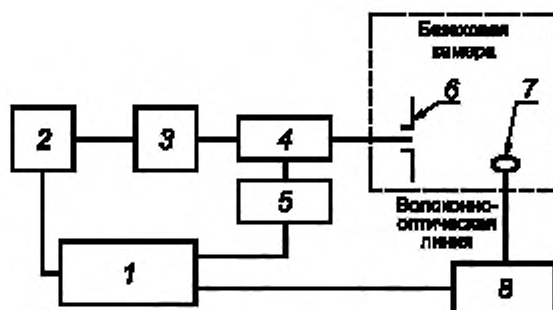 Безэховая
камера
6
7
2
3
4
5
Волоконно-
оптическая
линия
1
8